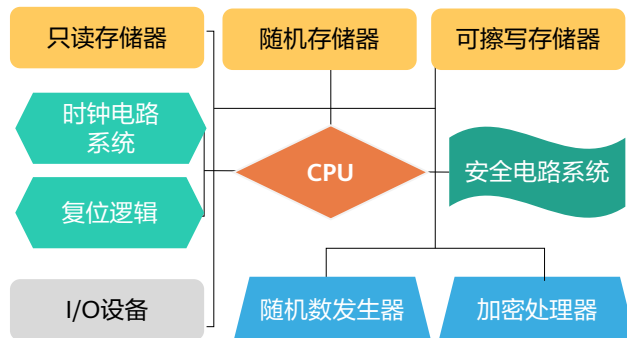 只读存储器
随机存储器
可擦写存储器
时钟电路
系统
CPU
安全电路系统
复位逻辑
I/O设备
随机数发生器
加密处理器